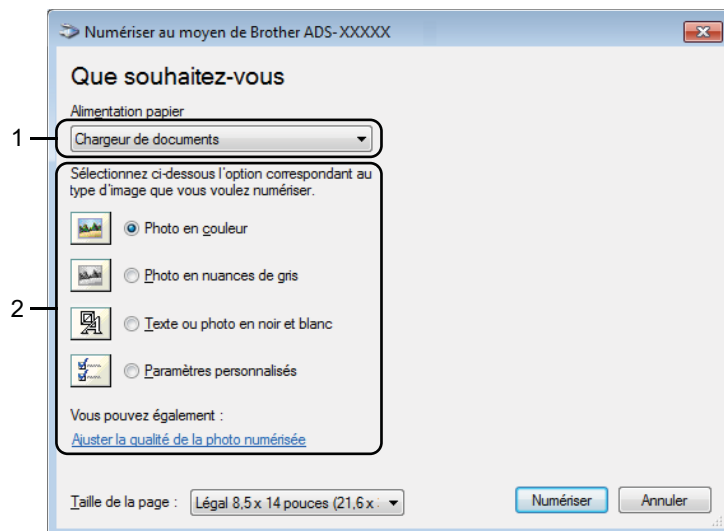 Numériser au moyen de Brother ADS-XXXXX
Que souhaitez-vous
Alimentation papier
1
Chargeur de documents
Sélectionnez ci-dessous l'option correspondant au
type d'image que vous voulez numériser.
Photo en couleur
Photo en nuances de gris
2
Texte ou photo en noir et blanc
Paramètres personnalisés
Vous pouvez également :
Ajuster la qualité de la photo numérisée
Taille de la page :
Légal 8,5 x 14 pouces (21,6 x
Numériser
Annuler